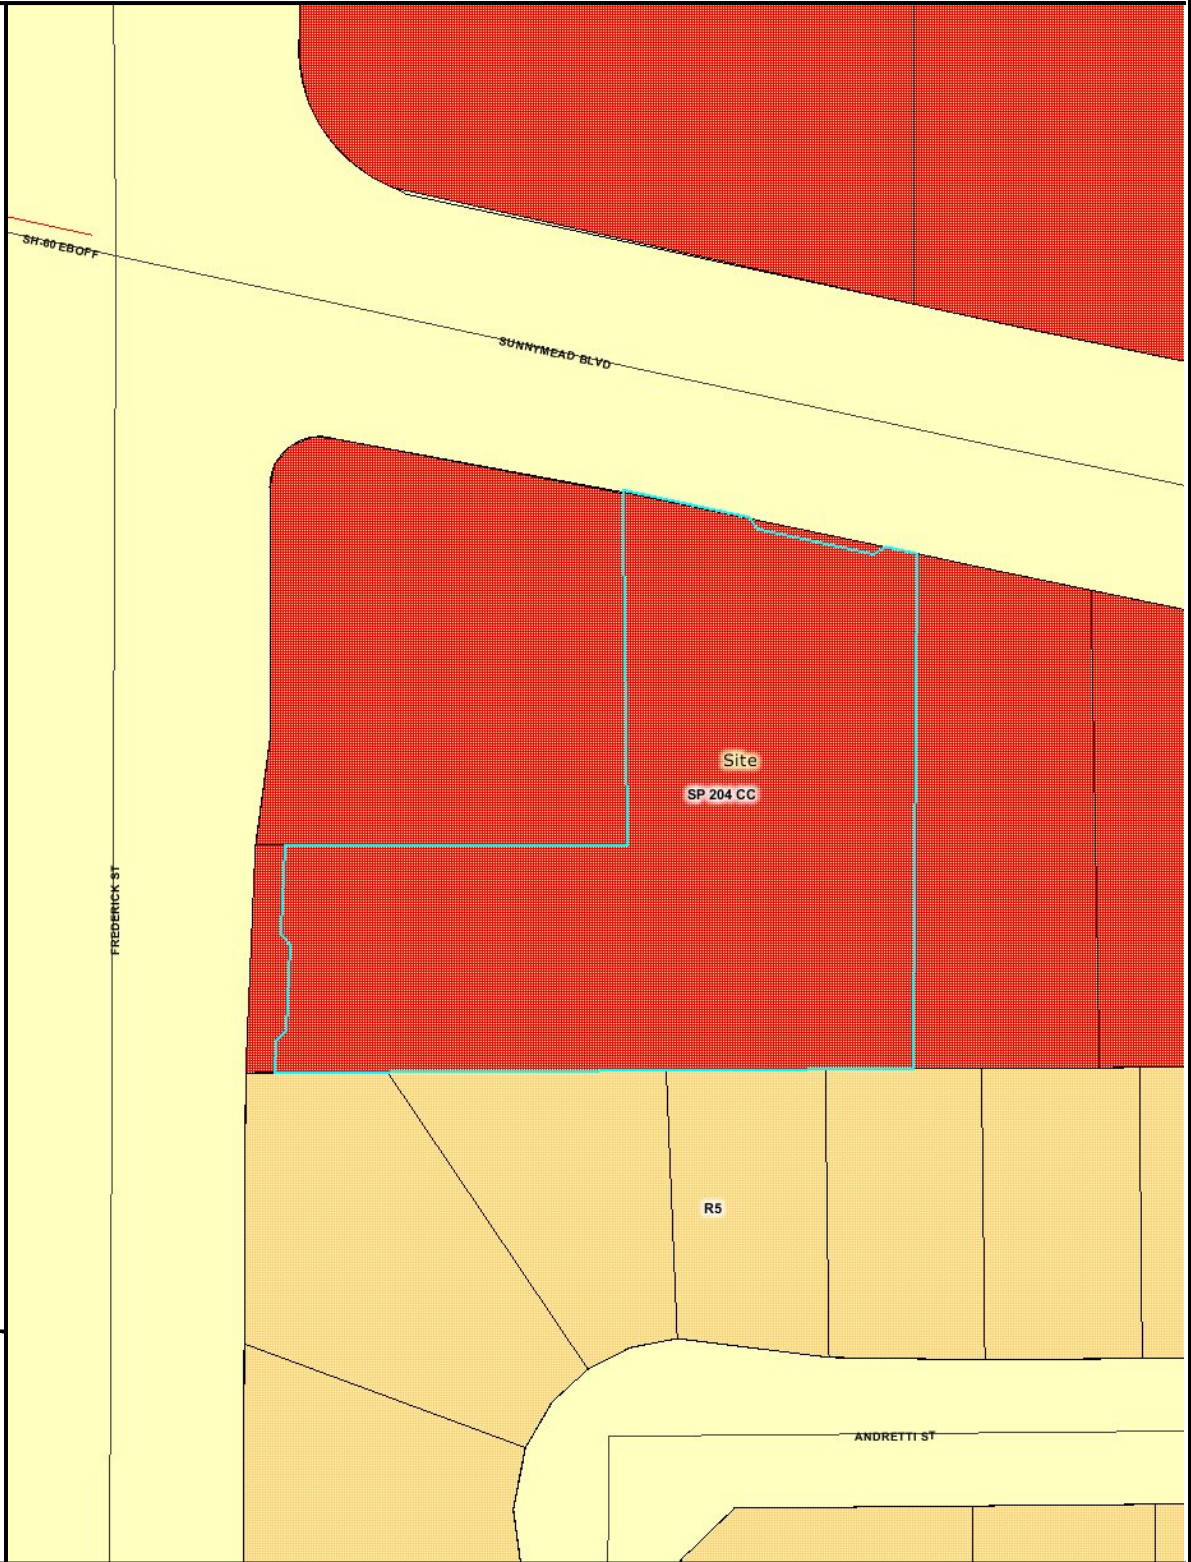 SH-60 EBOFF
SUNNYMEAD BLVD
Site
SP 204 CC
FREDERICK ST
R5
ANDRETTI ST